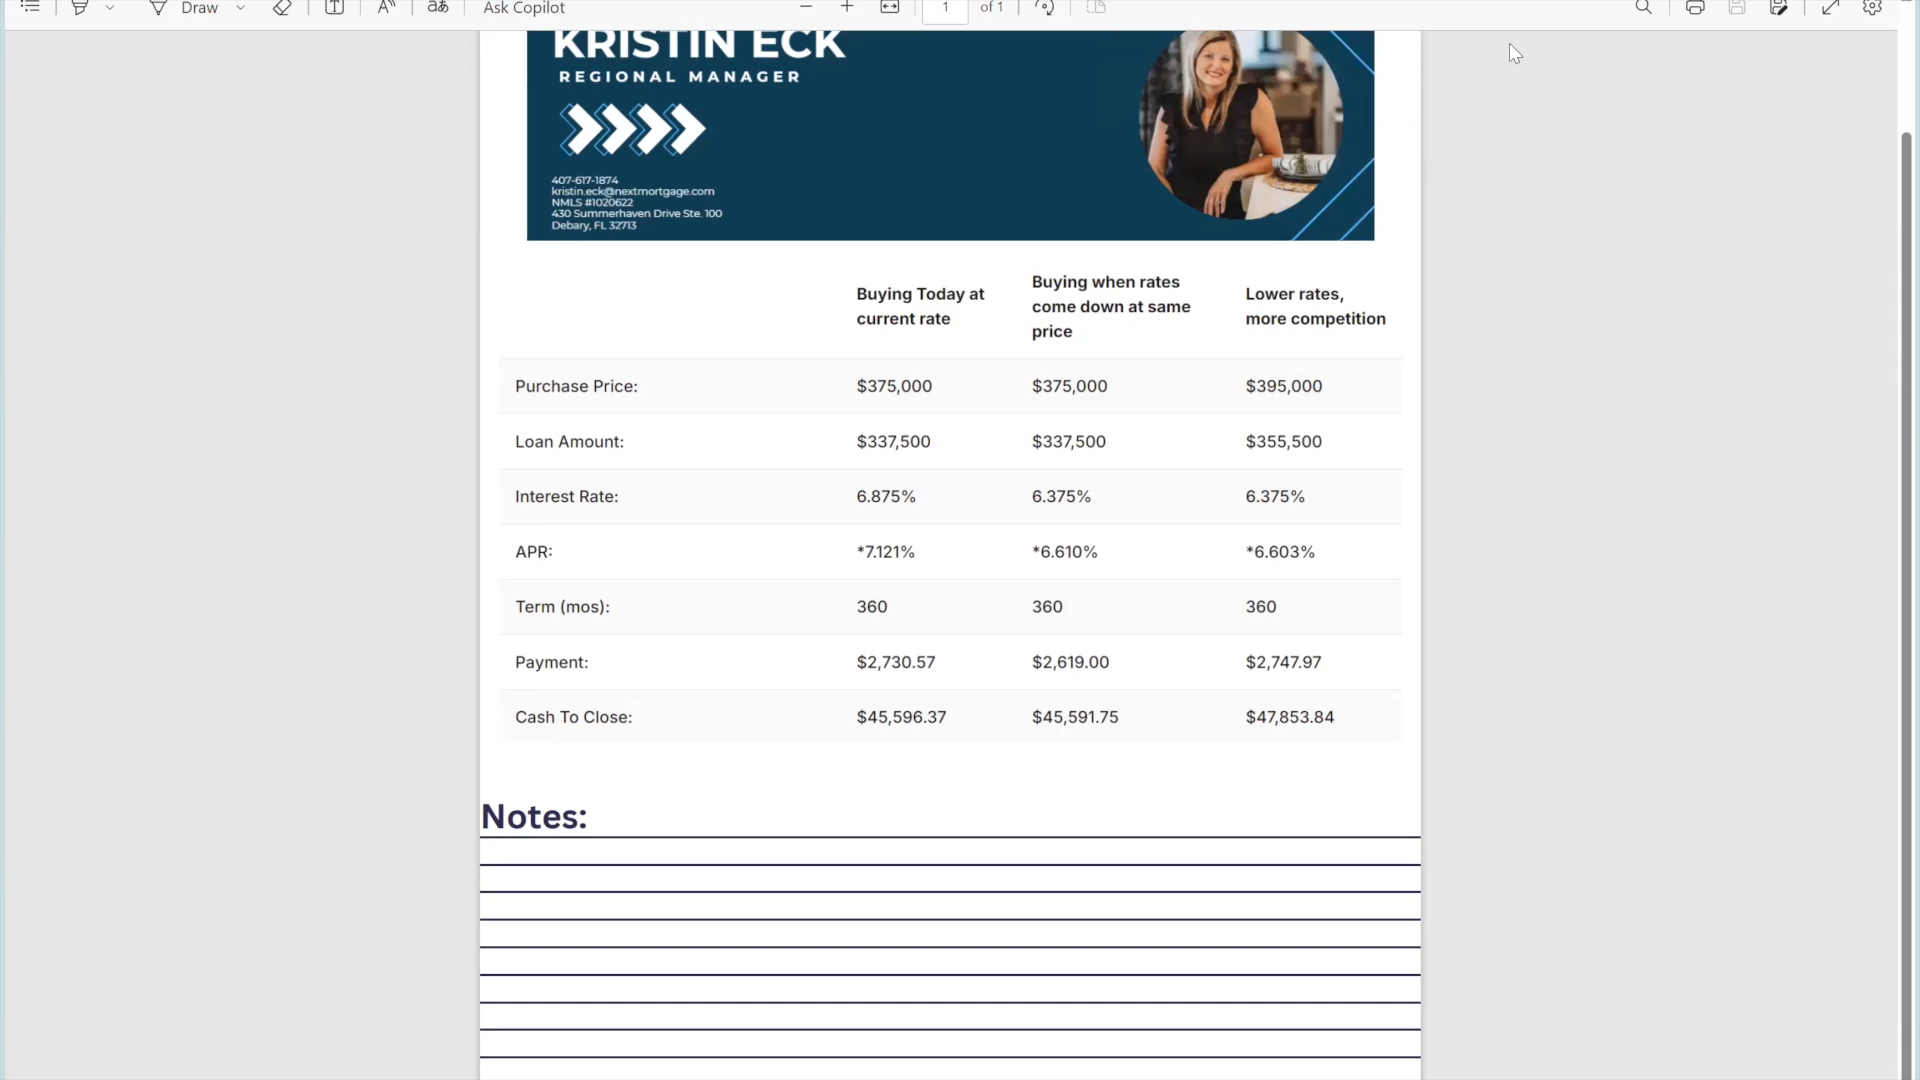 Draw
Ask Copilot
1 of 1
KRISTIN ECK
REGIONAL MANAGER
407-617-1874
kristin.eck@nextmortgage.com
NMLS #1020622
430 Summerhaven Drive Ste. 100
Debary, FL 32713
Buying Today at current rate
Buying when rates come down at same price
Lower rates, more competition
Purchase Price: $375,000 $375,000 $395,000
Loan Amount: $337,500 $337,500 $355,500
Interest Rate: 6.875% 6.375% 6.375%
APR: *7.121% *6.610% *6.603%
Term (mos): 360 360 360
Payment: $2,730.57 $2,619.00 $2,747.97
Cash To Close: $45,596.37 $45,591.75 $47,853.84
Notes: